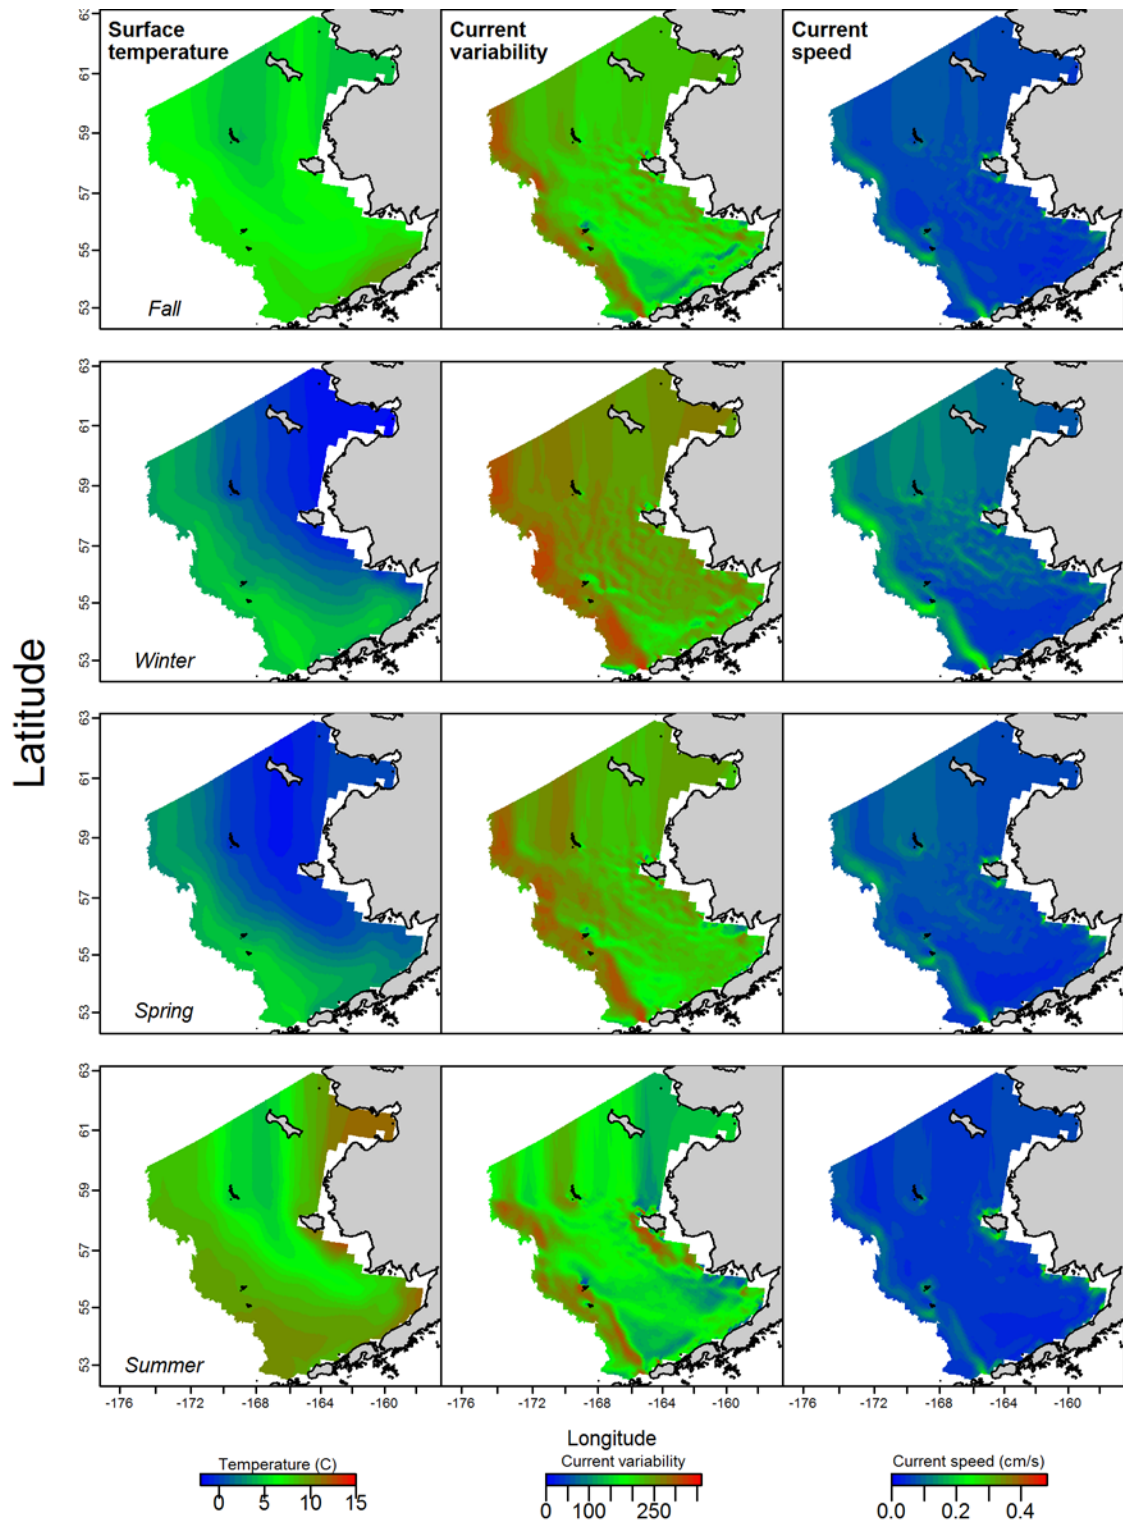 Surface
temperature
Current
variability
Current
speed
63
61
59
57
55
53
Fall
63
61
59
57
55
53
Winter
Latitude
63
61
59
57
55
53
Spring
63
61
59
57
55
53
Summer
-176 -172 -168 -164 -160 -176 -172 -168 -164 -160 -176 -172 -168 -164 -160
Longitude
Temperature (C)
0 5 10 15
Current variability
0 100 250
Current speed (cm/s)
0.0 0.2 0.4